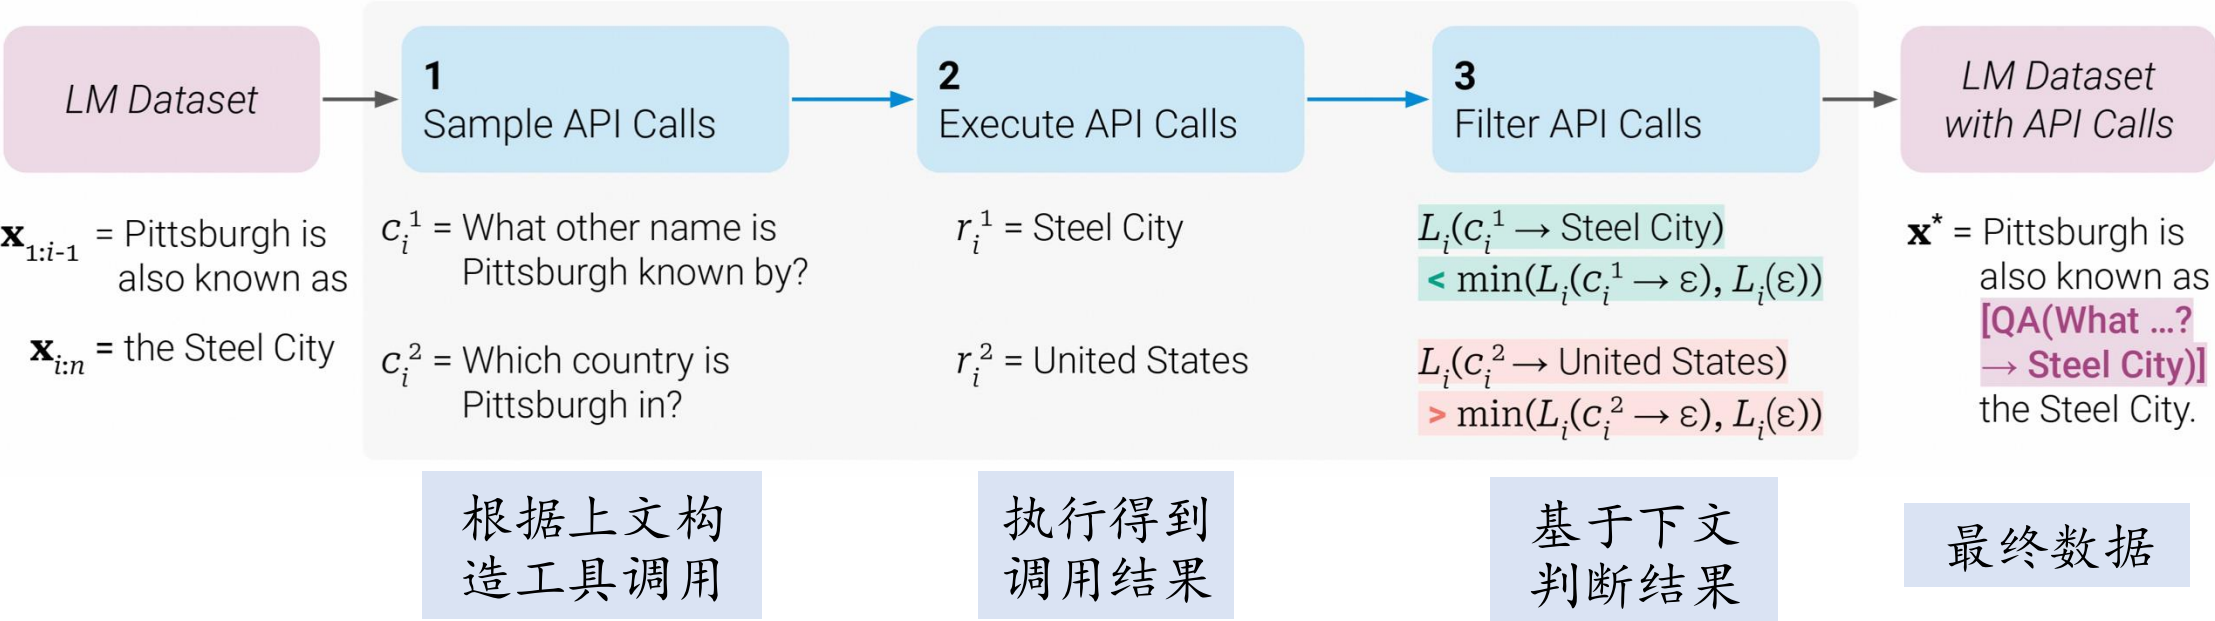 LM Dataset
1
Sample API Calls
2
Execute API Calls
3
Filter API Calls
LM Dataset
with API Calls
x1:i-1 = Pittsburgh is
also known as
xi:n = the Steel City
ci1 = What other name is
Pittsburgh known by?
ci2 = Which country is
Pittsburgh in?
ri1 = Steel City
ri2 = United States
Li(ci1 → Steel City)
< min(Li(ci1 → ε), Li(ε))
Li(ci2 → United States)
> min(Li(ci2 → ε), Li(ε))
x* = Pittsburgh is
also known as
[QA(What ...?
→ Steel City)]
the Steel City.
根据上文构
造工具调用
执行得到
调用结果
基于下文
判断结果
最终数据